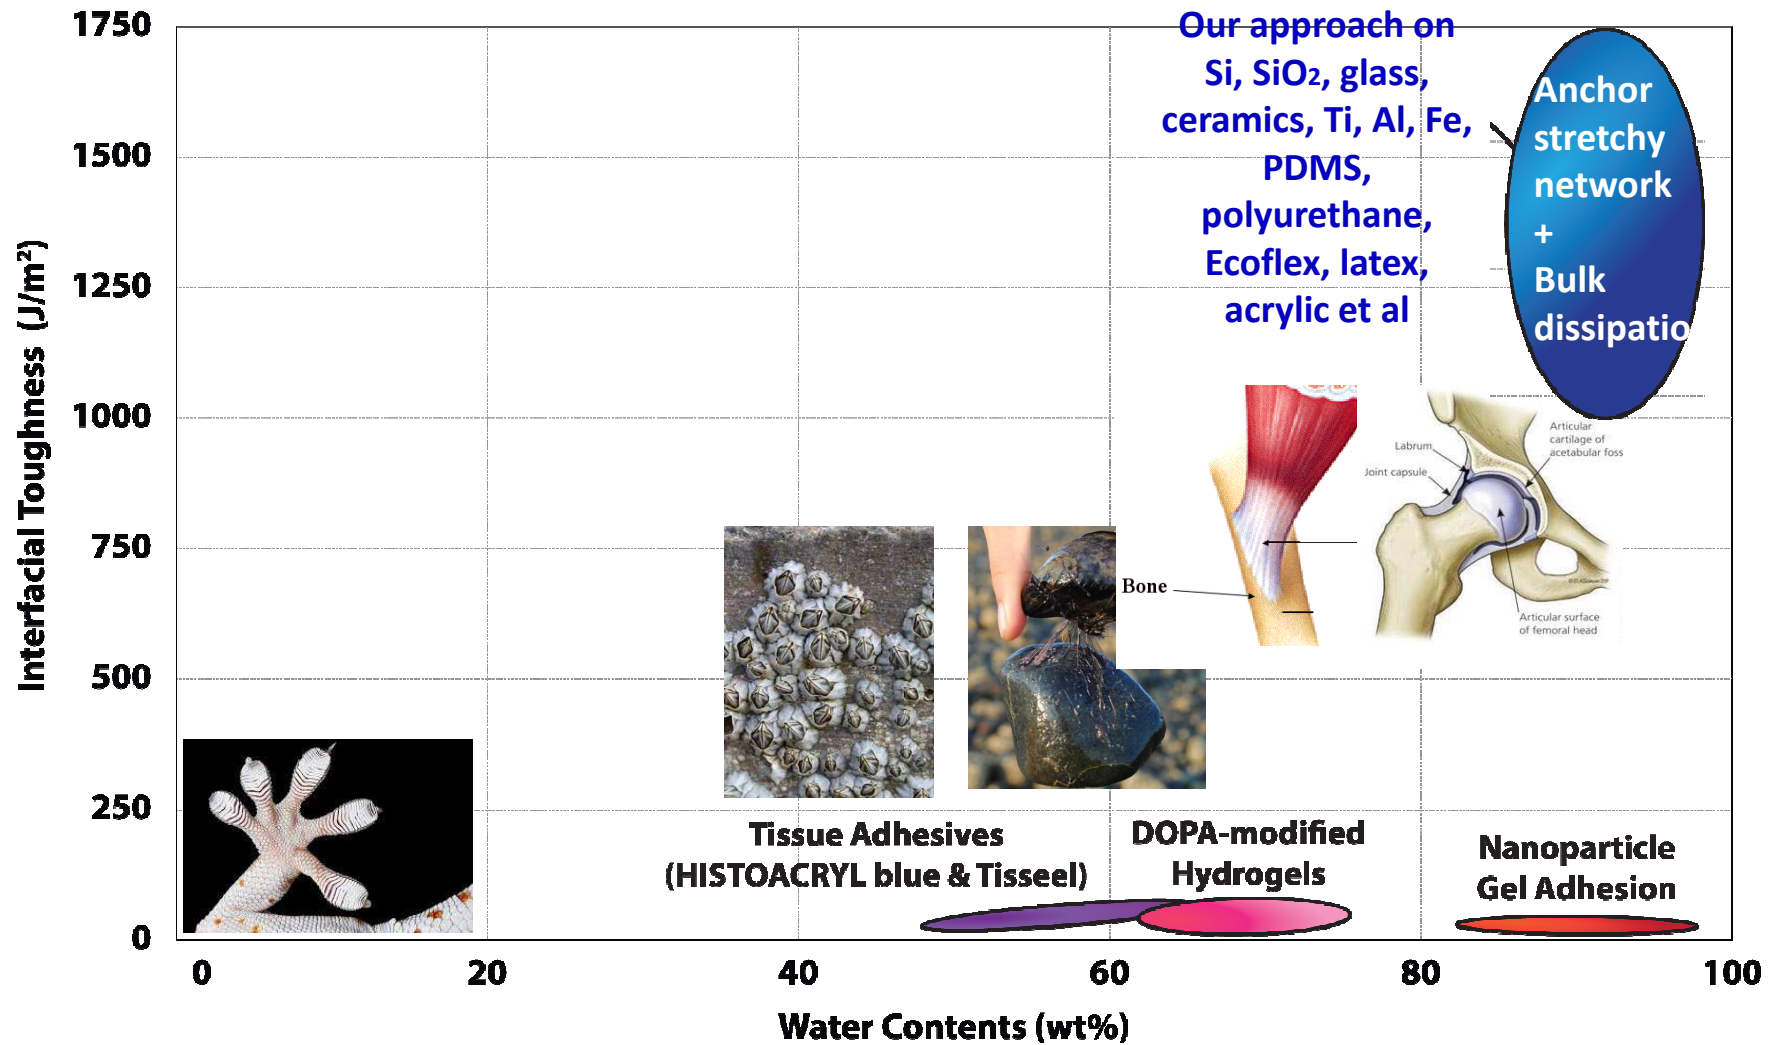 1750
1500
1250
1000
750
500
250
0
Interfacial Toughness (J/m²)
Our approach on
Si, SiO₂, glass,
ceramics, Ti, Al, Fe,
PDMS,
polyurethane,
Ecoflex, latex,
acrylic et al
Anchor
stretchy
network
+
Bulk
dissipatio
Labrum
Joint capsule
Articular
cartilage of
acetabular foss
Bone
Articular surface
of femoral head
Tissue Adhesives
(HISTOACRYL blue & Tisseel)
DOPA-modified
Hydrogels
Nanoparticle
Gel Adhesion
0
20
40
60
80
100
Water Contents (wt%)